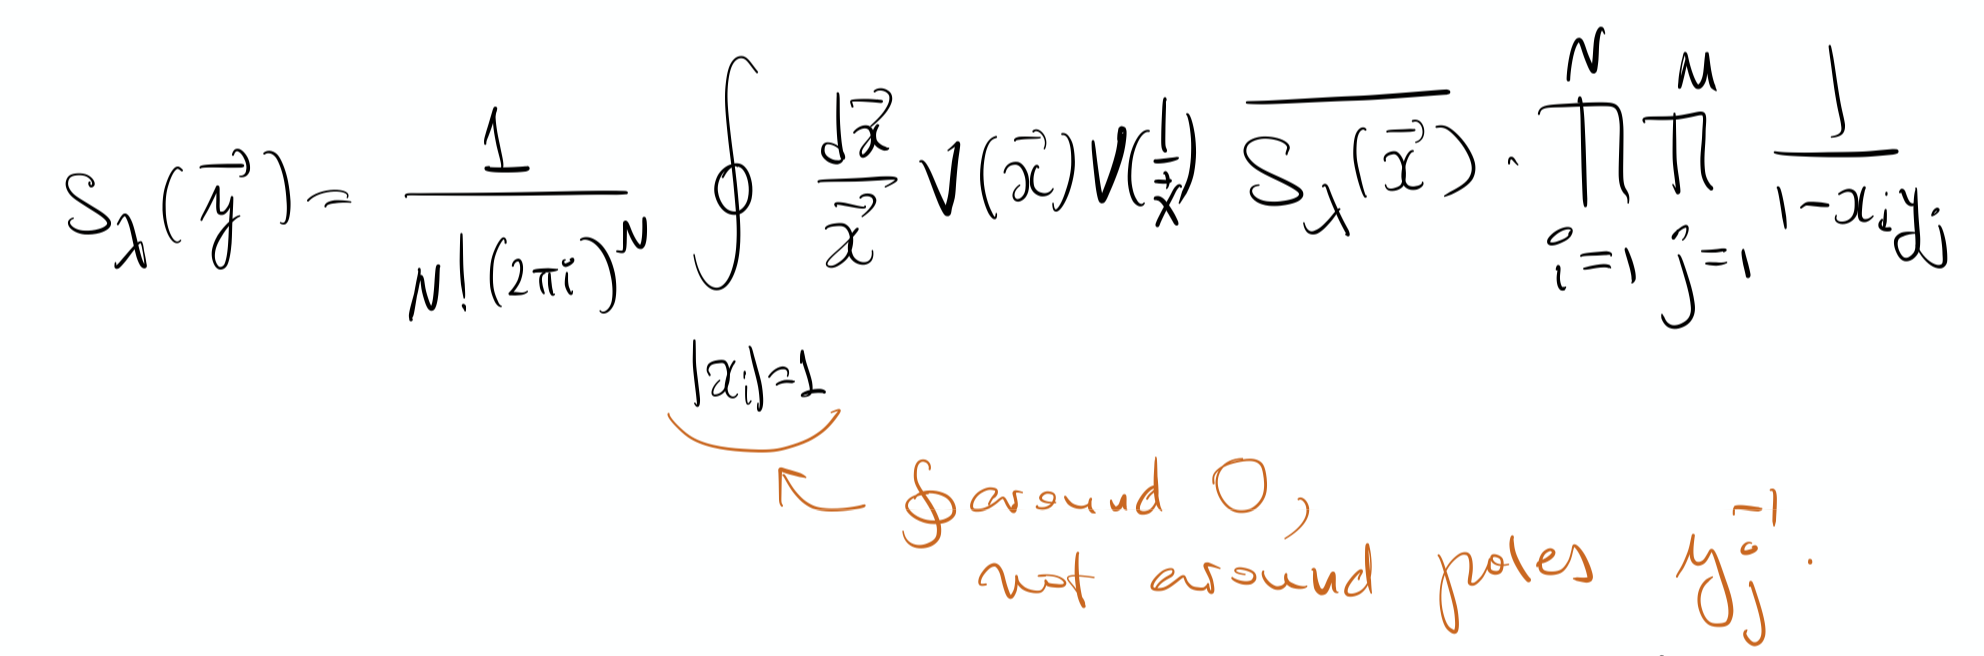 $S_\lambda(\vec{y}) = \frac{1}{N!(2\pi i)^N} \oint_{|x_i|=1} \frac{d\vec{x}}{\vec{x}} V(\vec{x}) V(\frac{1}{\vec{x}}) \overline{S_\lambda(\vec{x})} \cdot \prod_{i=1}^{N} \prod_{j=1}^{M} \frac{1}{1-x_i y_j}$
$\oint$ around 0,
not around poles $y_j^{-1}$.